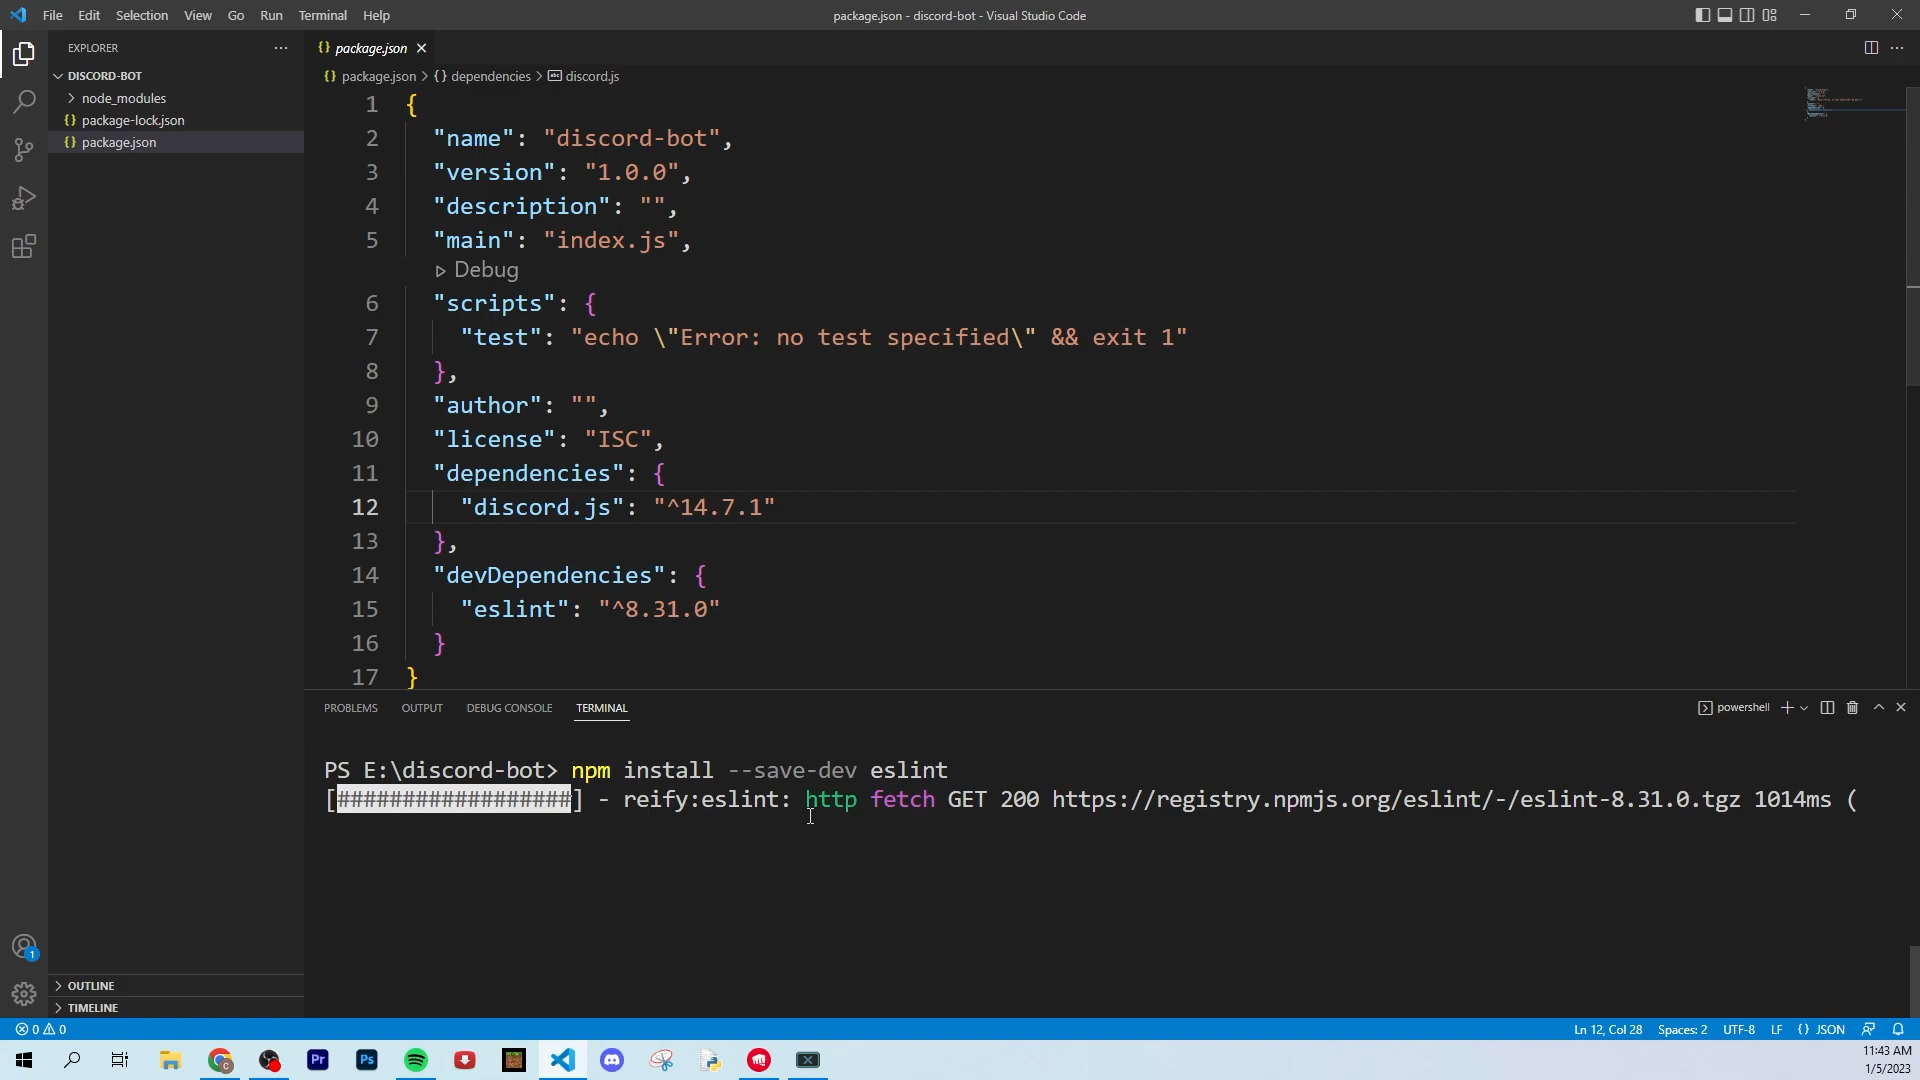 File Edit Selection View Go Run Terminal Help
package.json - discord-bot - Visual Studio Code
EXPLORER
DISCORD-BOT
node_modules
{} package-lock.json
{} package.json
OUTLINE
TIMELINE
{} package.json
{} package.json > {} dependencies > abc discord.js
1 {
2 "name": "discord-bot",
3 "version": "1.0.0",
4 "description": "",
5 "main": "index.js",
Debug
6 "scripts": {
7 "test": "echo \"Error: no test specified\" && exit 1"
8 },
9 "author": "",
10 "license": "ISC",
11 "dependencies": {
12 "discord.js": "^14.7.1"
13 },
14 "devDependencies": {
15 "eslint": "^8.31.0"
16 }
17 }
PROBLEMS OUTPUT DEBUG CONSOLE TERMINAL
powershell
PS E:\discord-bot> npm install --save-dev eslint
[##################] - reify:eslint: http fetch GET 200 https://registry.npmjs.org/eslint/-/eslint-8.31.0.tgz 1014ms (
1
0 0
Ln 12, Col 28 Spaces: 2 UTF-8 LF {} JSON
Pr
Ps
11:43 AM
1/5/2023